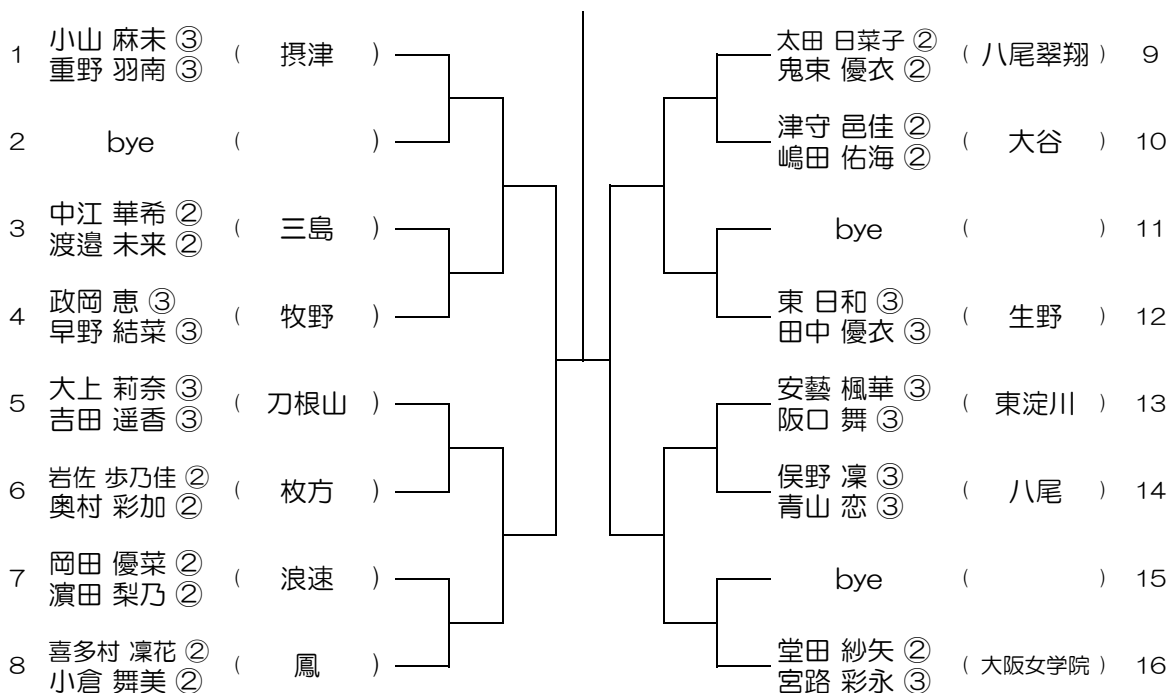 1 小山 麻未 ③ ( 摂津 )
重野 羽南 ③
2 bye ( )
3 中江 華希 ② ( 三島 )
渡邉 未来 ②
4 政岡 恵 ③ ( 牧野 )
早野 結菜 ③
5 大上 莉奈 ③ ( 刀根山 )
吉田 遥香 ③
6 岩佐 歩乃佳 ② ( 枚方 )
奥村 彩加 ②
7 岡田 優菜 ② ( 浪速 )
濵田 梨乃 ②
8 喜多村 凜花 ② ( 鳳 )
小倉 舞美 ②
太田 日菜子 ② ( 八尾翠翔 ) 9
鬼束 優衣 ②
津守 邑佳 ② ( 大谷 ) 10
嶋田 佑海 ②
bye ( ) 11
東 日和 ③ ( 生野 ) 12
田中 優衣 ③
安藝 楓華 ③ ( 東淀川 ) 13
阪口 舞 ③
俣野 凜 ③ ( 八尾 ) 14
青山 恋 ③
bye ( ) 15
堂田 紗矢 ② ( 大阪女学院 ) 16
宮路 彩永 ③